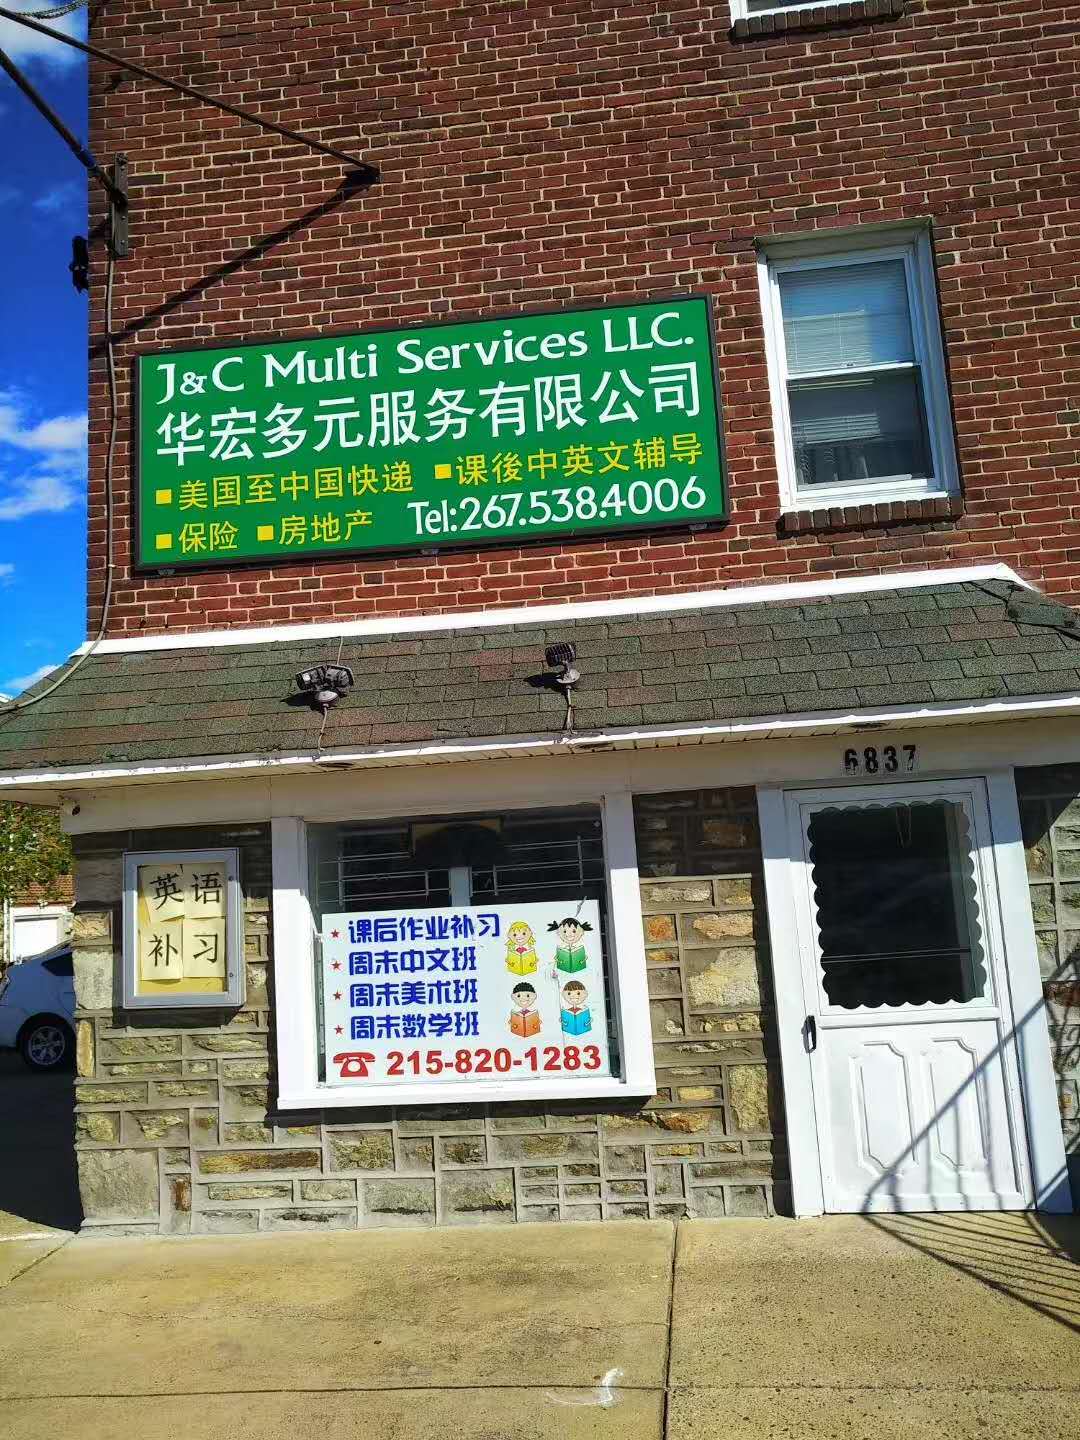 J&C Multi Services LLC.
华宏多元服务有限公司
■美国至中国快递 ■课後中英文辅导
■保险 ■房地产 Tel:267.538.4006
6837
英语
补习
★ 课后作业补习
★ 周末中文班
★ 周末美术班
★ 周末数学班
☎ 215-820-1283